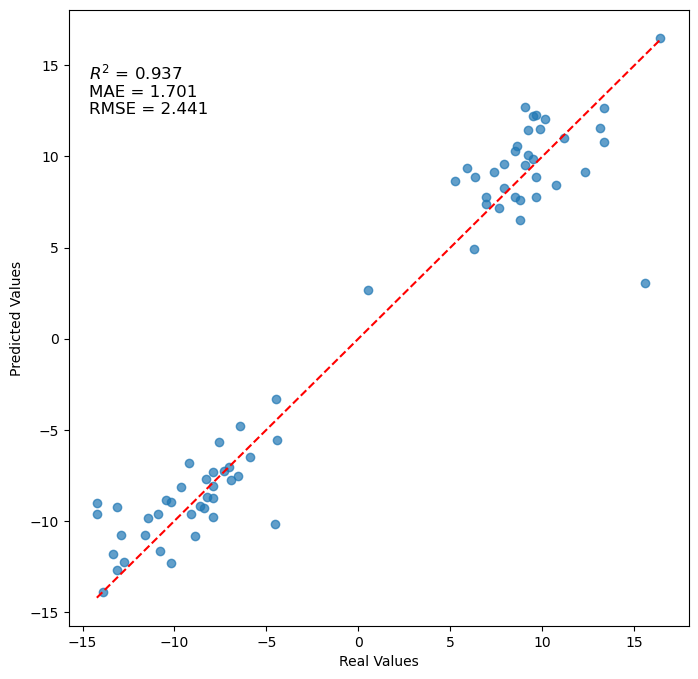 R² = 0.937
MAE = 1.701
RMSE = 2.441
15
10
5
0
−5
−10
−15
Predicted Values
−15
−10
−5
0
5
10
15
Real Values